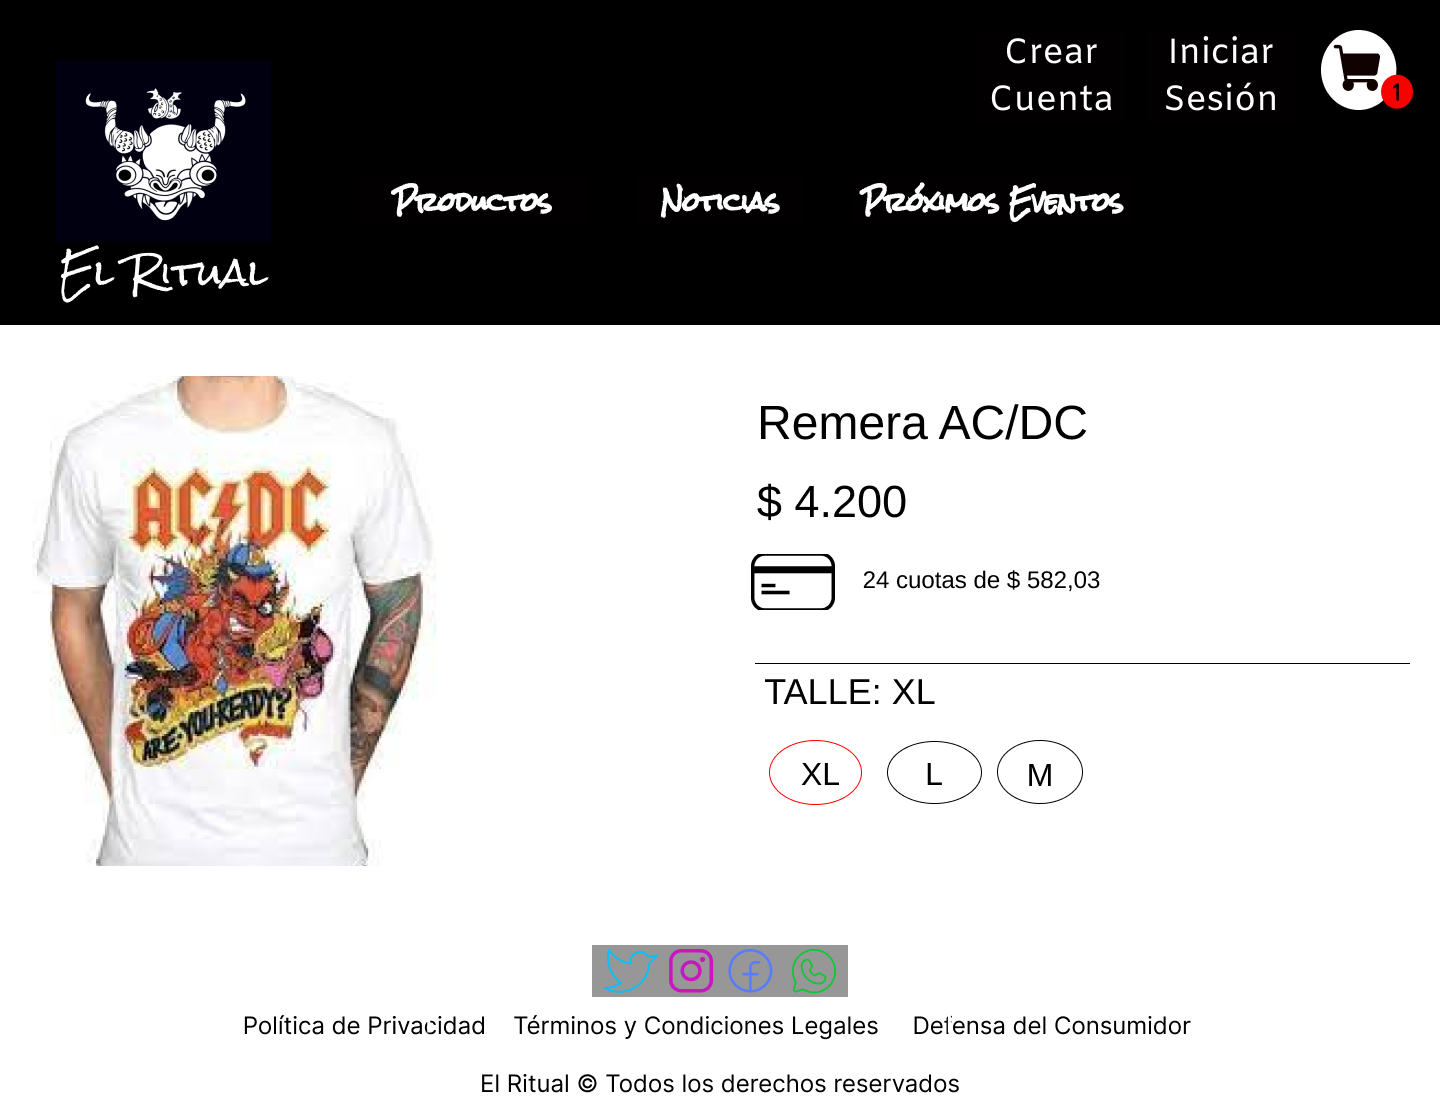 Crear
Cuenta
Iniciar
Sesión
1
El Ritual
Productos
Noticias
Próximos Eventos
AC/DC
ARE·YOU·READY?
Remera AC/DC
$ 4.200
24 cuotas de $ 582,03
TALLE: XL
XL
L
M
Política de Privacidad
Términos y Condiciones Legales
Defensa del Consumidor
El Ritual © Todos los derechos reservados